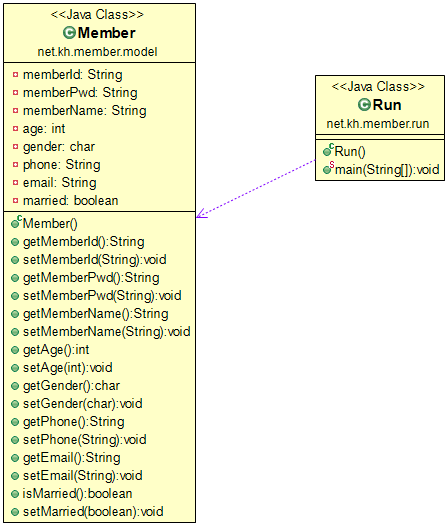 <<Java Class>>
Member
net.kh.member.model
memberId: String
memberPwd: String
memberName: String
age: int
gender: char
phone: String
email: String
married: boolean
Member()
getMemberId():String
setMemberId(String):void
getMemberPwd():String
setMemberPwd(String):void
getMemberName():String
setMemberName(String):void
getAge():int
setAge(int):void
getGender():char
setGender(char):void
getPhone():String
setPhone(String):void
getEmail():String
setEmail(String):void
isMarried():boolean
setMarried(boolean):void
<<Java Class>>
Run
net.kh.member.run
Run()
main(String[]):void